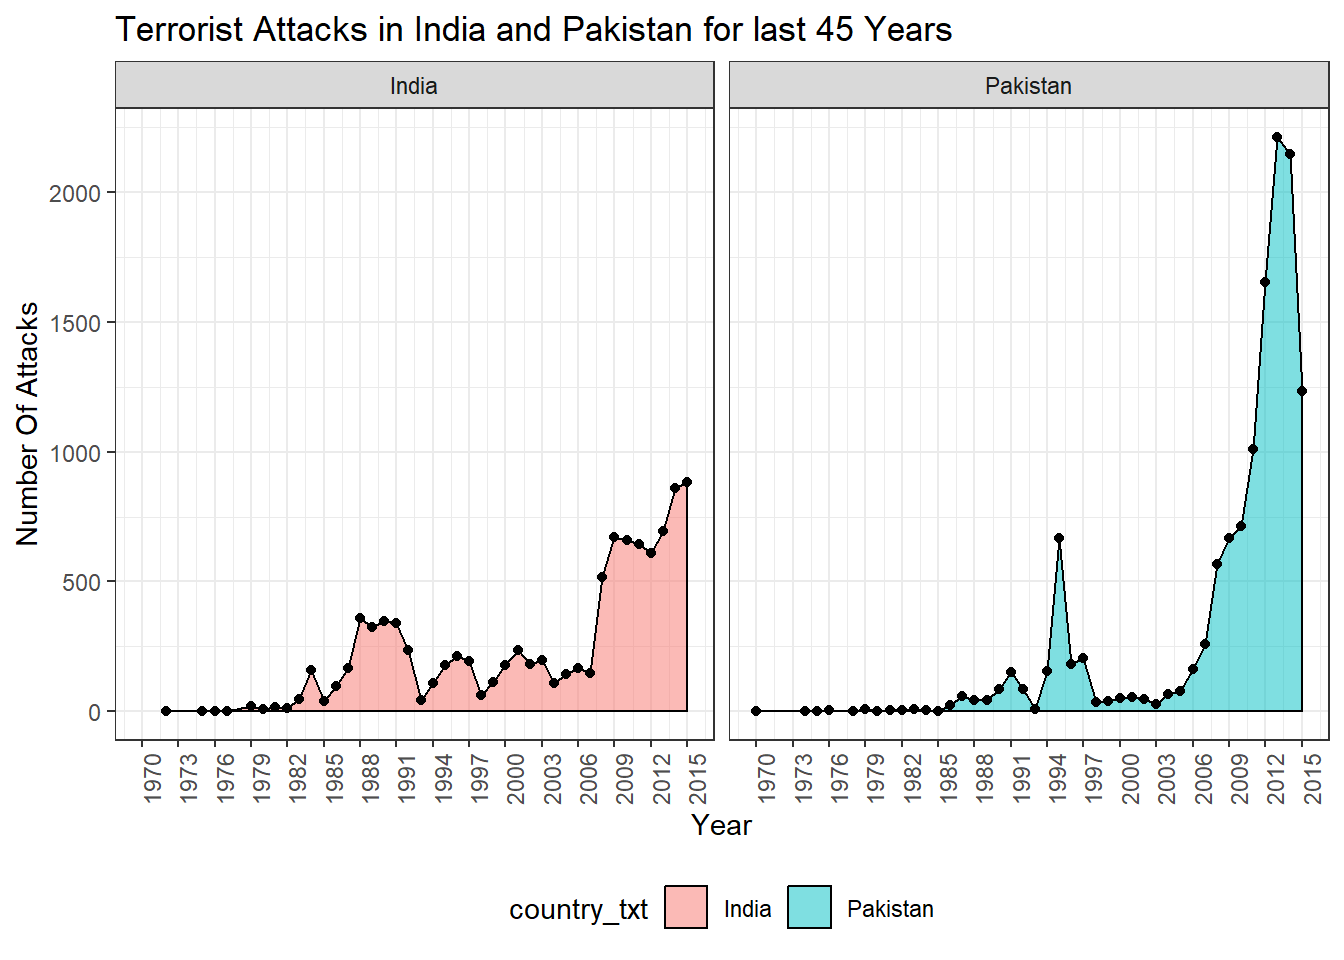 Terrorist Attacks in India and Pakistan for last 45 Years
India
Pakistan
Number Of Attacks
2000
1500
1000
500
0
1970 1973 1976 1979 1982 1985 1988 1991 1994 1997 2000 2003 2006 2009 2012 2015
1970 1973 1976 1979 1982 1985 1988 1991 1994 1997 2000 2003 2006 2009 2012 2015
Year
country_txt India Pakistan